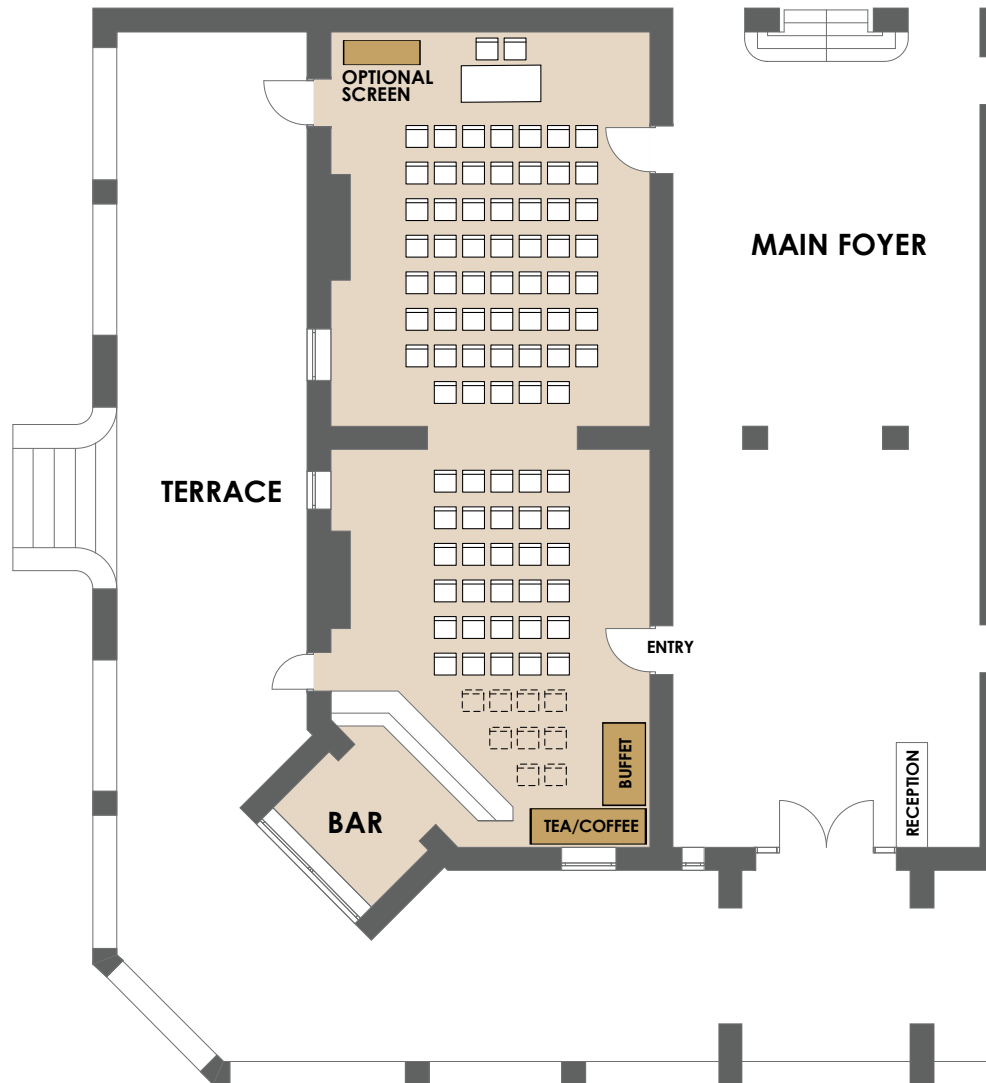 OPTIONAL
SCREEN
MAIN FOYER
TERRACE
ENTRY
BUFFET
RECEPTION
BAR
TEA/COFFEE